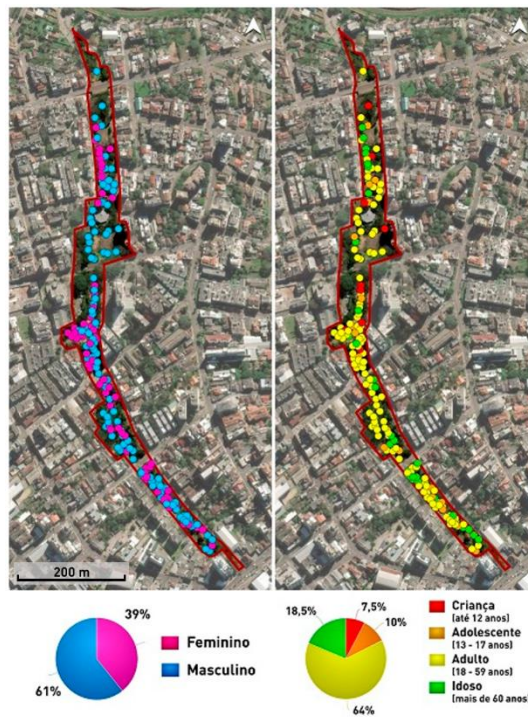 200 m
39%
61%
Feminino
Masculino
18,5%
7,5%
10%
64%
Criança
(até 12 anos)
Adolescente
(13 - 17 anos)
Adulto
(18 - 59 anos)
Idoso
(mais de 60 anos)